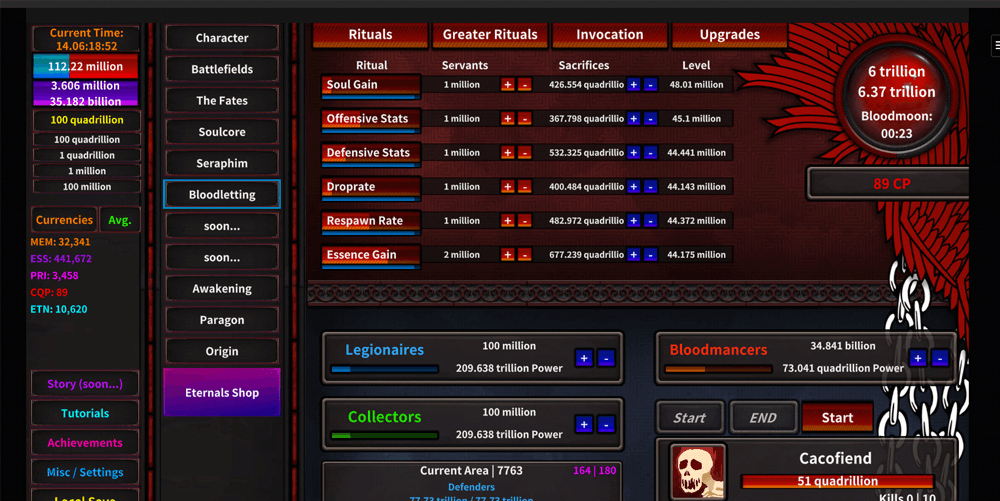 Current Time:
14.06:18:52
112.22 million
3.606 million
35.182 billion
100 quadrillion
100 quadrillion
1 quadrillion
1 million
100 million
Currencies
Avg.
MEM: 32,341
ESS: 441,672
PRI: 3,458
CQP: 89
ETN: 10,620
Story (soon...)
Tutorials
Achievements
Misc / Settings
Local Save
Character
Battlefields
The Fates
Soulcore
Seraphim
Bloodletting
soon...
soon...
Awakening
Paragon
Origin
Eternals Shop
Rituals Greater Rituals Invocation Upgrades
Ritual Servants Sacrifices Level
Soul Gain 1 million + - 426.554 quadrillio + - 48.01 million
Offensive Stats 1 million + - 367.798 quadrillio + - 45.1 million
Defensive Stats 1 million + - 532.325 quadrillio + - 44.441 million
Droprate 1 million + - 400.484 quadrillio + - 44.143 million
Respawn Rate 1 million + - 482.972 quadrillio + - 44.372 million
Essence Gain 2 million + - 677.239 quadrillio + - 44.175 million
6 trillion
6.37 trillion
Bloodmoon:
00:23
89 CP
Legionaires
100 million
209.638 trillion Power
+ -
Bloodmancers
34.841 billion
73.041 quadrillion Power
+ -
Collectors
100 million
209.638 trillion Power
+ -
Start END Start
Current Area | 7763 164 | 180
Defenders
77.73 trillion / 77.73 trillion
Cacofiend
51 quadrillion
Kills 0 | 10